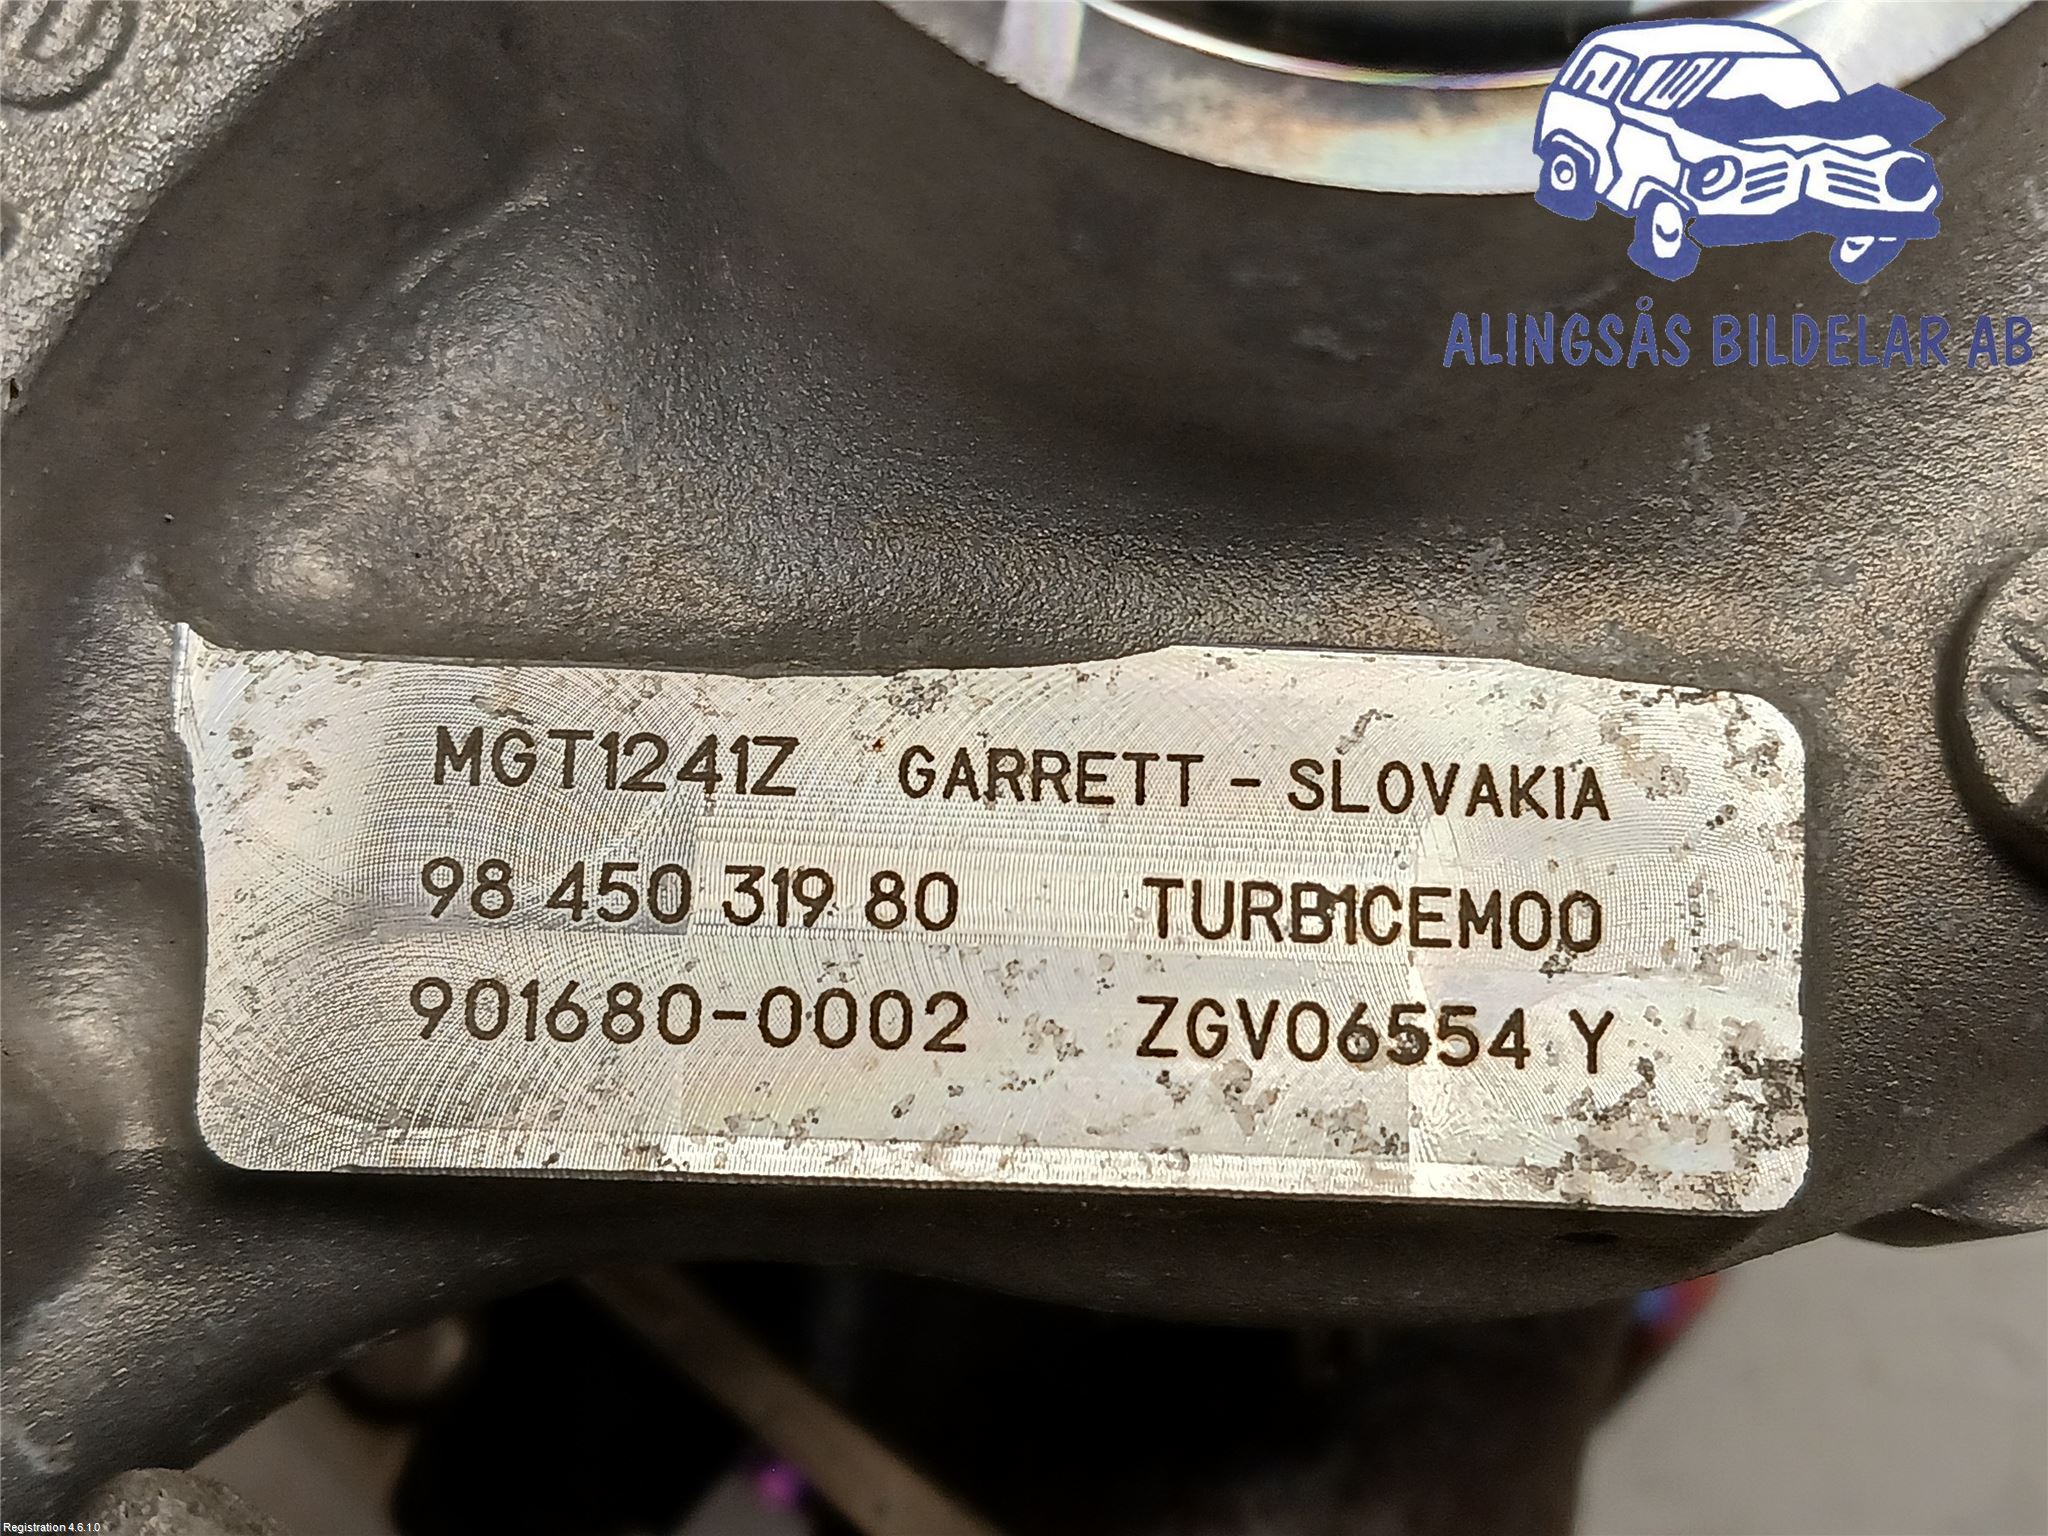 ALINGSÅS BILDELAR AB
MGT1241Z GARRETT - SLOVAKIA
98 450 319 80 TURB1CEM00
901680-0002 ZGV06554 Y
Registration 4.6.1.0